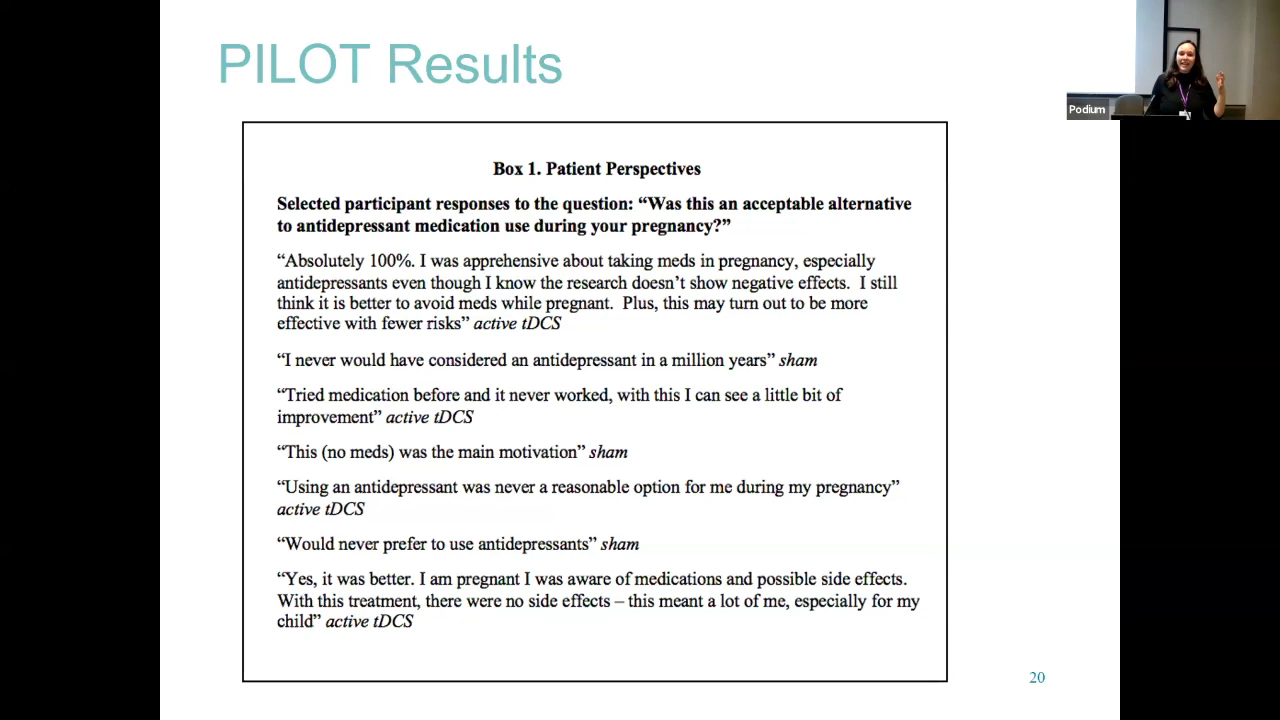 PILOT Results
Podium
Box 1. Patient Perspectives
Selected participant responses to the question: “Was this an acceptable alternative
to antidepressant medication use during your pregnancy?”
“Absolutely 100%. I was apprehensive about taking meds in pregnancy, especially
antidepressants even though I know the research doesn’t show negative effects.  I still
think it is better to avoid meds while pregnant.  Plus, this may turn out to be more
effective with fewer risks” active tDCS
“I never would have considered an antidepressant in a million years” sham
“Tried medication before and it never worked, with this I can see a little bit of
improvement” active tDCS
“This (no meds) was the main motivation” sham
“Using an antidepressant was never a reasonable option for me during my pregnancy”
active tDCS
“Would never prefer to use antidepressants” sham
“Yes, it was better. I am pregnant I was aware of medications and possible side effects.
With this treatment, there were no side effects – this meant a lot of me, especially for my
child” active tDCS
20